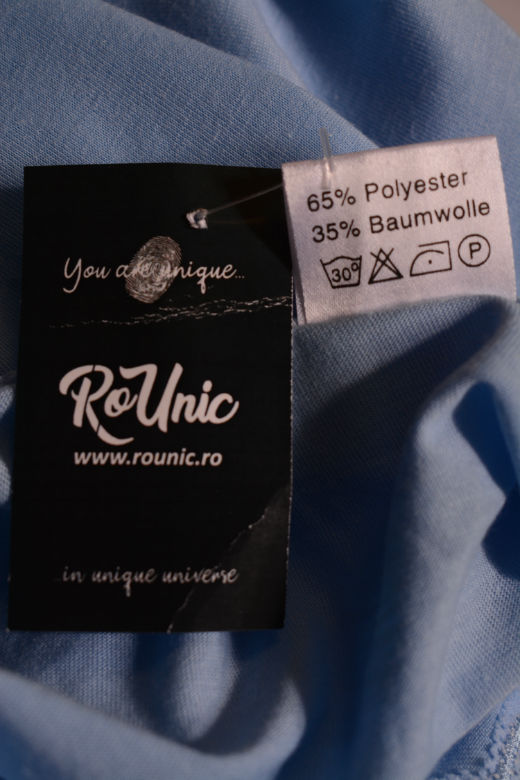 You are unique...
RoUnic
www.rounic.ro
...in unique universe
65% Polyester
35% Baumwolle
30° P